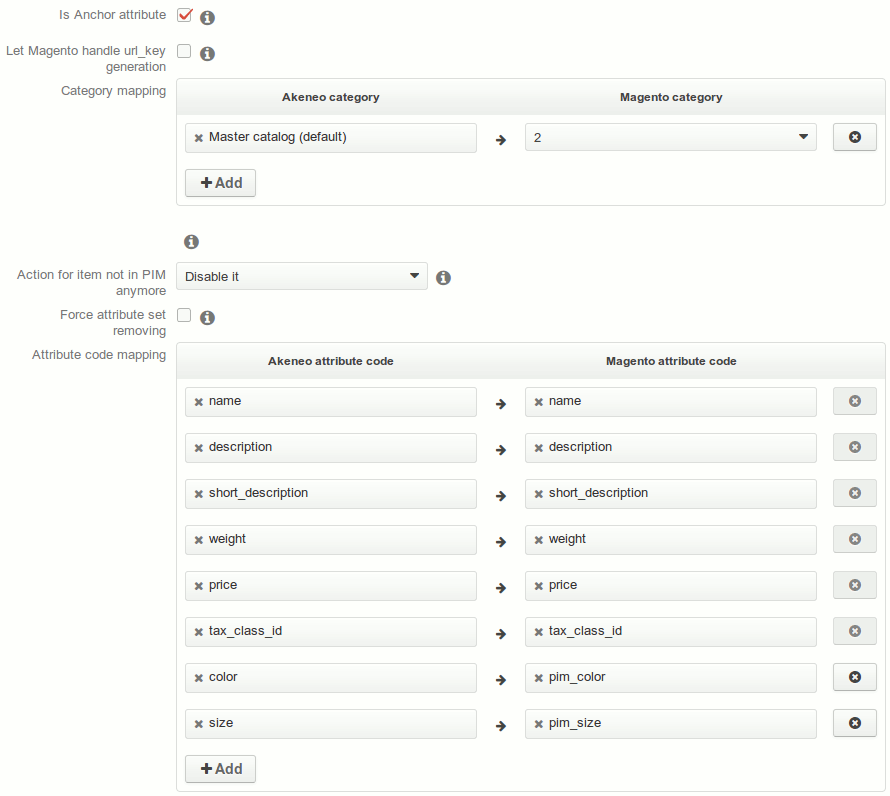 Is Anchor attribute
Let Magento handle url_key
generation
Category mapping
Akeneo category
Magento category
Master catalog (default)
2
Add
Action for item not in PIM
anymore
Disable it
Force attribute set
removing
Attribute code mapping
Akeneo attribute code
Magento attribute code
name
name
description
description
short_description
short_description
weight
weight
price
price
tax_class_id
tax_class_id
color
pim_color
size
pim_size
Add